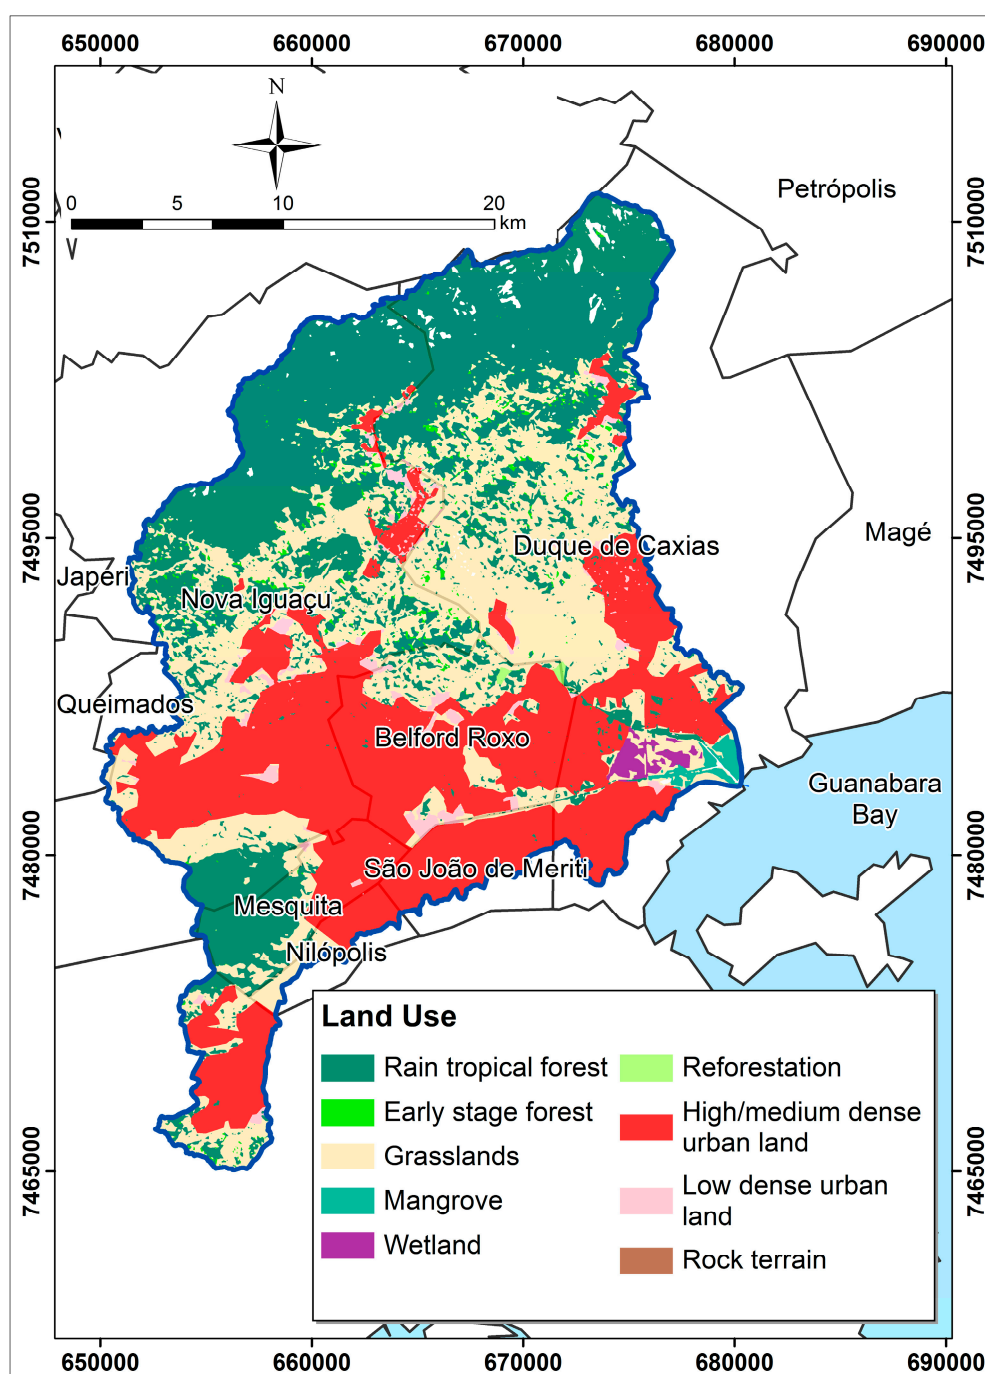 650000 660000 670000 680000 690000
N
0 5 10 20
km
Petrópolis
7510000
7510000
7495000
7495000
Duque de Caxias
Magé
Japeri
Nova Iguaçu
Queimados
Belford Roxo
Guanabara
Bay
7480000
7480000
São João de Meriti
Mesquita
Nilópolis
7465000
7465000
Land Use
Rain tropical forest
Early stage forest
Grasslands
Mangrove
Wetland
Reforestation
High/medium dense
urban land
Low dense urban
land
Rock terrain
650000 660000 670000 680000 690000